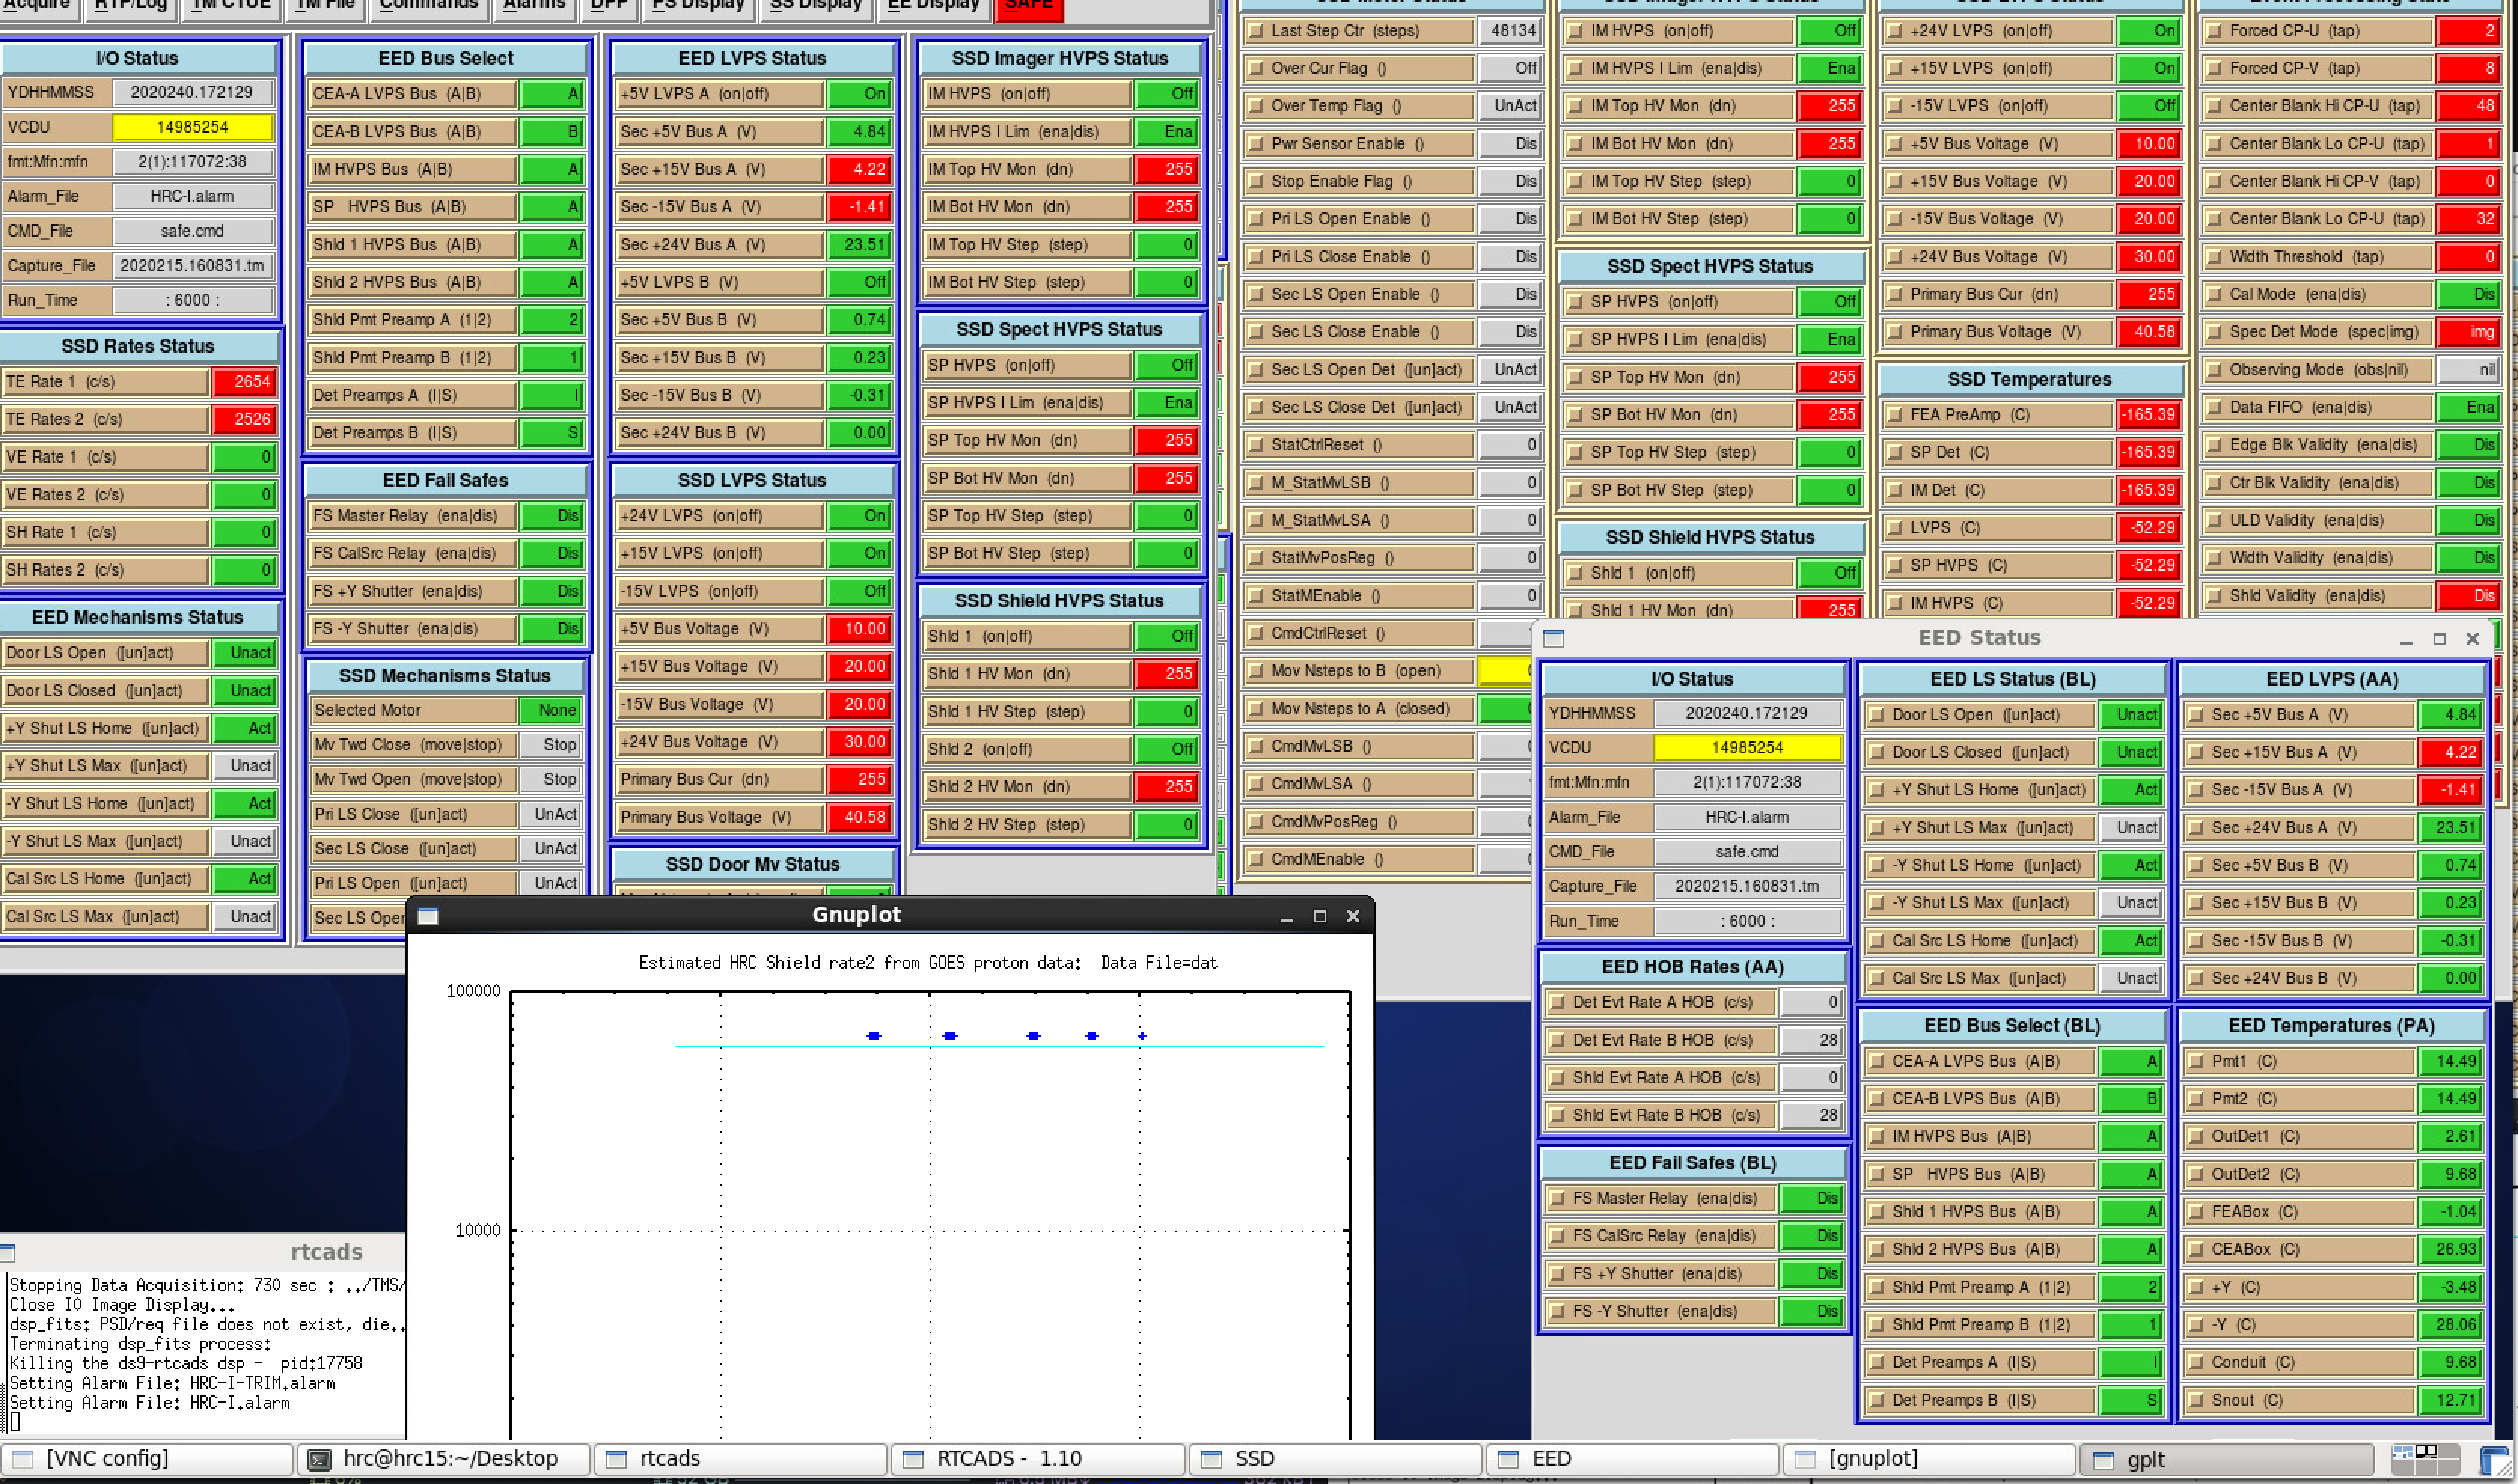 Acquire RTP/Log TM CTUE TM File Commands Alarms DPP PS Display SS Display EE Display SAFE
I/O Status
YDHHMMSS 2020240.172129
VCDU 14985254
fmt:Mfn:mfn 2(1):117072:38
Alarm_File HRC-I.alarm
CMD_File safe.cmd
Capture_File 2020215.160831.tm
Run_Time : 6000 :
SSD Rates Status
TE Rate 1 (c/s) 2654
TE Rates 2 (c/s) 2526
VE Rate 1 (c/s) 0
VE Rates 2 (c/s) 0
SH Rate 1 (c/s) 0
SH Rates 2 (c/s) 0
EED Mechanisms Status
Door LS Open ([un]act) Unact
Door LS Closed ([un]act) Unact
+Y Shut LS Home ([un]act) Act
+Y Shut LS Max ([un]act) Unact
-Y Shut LS Home ([un]act) Act
-Y Shut LS Max ([un]act) Unact
Cal Src LS Home ([un]act) Act
Cal Src LS Max ([un]act) Unact
EED Bus Select
CEA-A LVPS Bus (A|B) A
CEA-B LVPS Bus (A|B) B
IM HVPS Bus (A|B) A
SP HVPS Bus (A|B) A
Shld 1 HVPS Bus (A|B) A
Shld 2 HVPS Bus (A|B) A
Shld Pmt Preamp A (1|2) 2
Shld Pmt Preamp B (1|2) 1
Det Preamps A (I|S) I
Det Preamps B (I|S) S
EED Fail Safes
FS Master Relay (ena|dis) Dis
FS CalSrc Relay (ena|dis) Dis
FS +Y Shutter (ena|dis) Dis
FS -Y Shutter (ena|dis) Dis
SSD Mechanisms Status
Selected Motor None
Mv Twd Close (move|stop) Stop
Mv Twd Open (move|stop) Stop
Pri LS Close ([un]act) UnAct
Sec LS Close ([un]act) UnAct
Pri LS Open ([un]act) UnAct
Sec LS Open
EED LVPS Status
+5V LVPS A (on|off) On
Sec +5V Bus A (V) 4.84
Sec +15V Bus A (V) 4.22
Sec -15V Bus A (V) -1.41
Sec +24V Bus A (V) 23.51
+5V LVPS B (V) Off
Sec +5V Bus B (V) 0.74
Sec +15V Bus B (V) 0.23
Sec -15V Bus B (V) -0.31
Sec +24V Bus B (V) 0.00
SSD LVPS Status
+24V LVPS (on|off) On
+15V LVPS (on|off) On
-15V LVPS (on|off) Off
+5V Bus Voltage (V) 10.00
+15V Bus Voltage (V) 20.00
-15V Bus Voltage (V) 20.00
+24V Bus Voltage (V) 30.00
Primary Bus Cur (dn) 255
Primary Bus Voltage (V) 40.58
SSD Door Mv Status
SSD Imager HVPS Status
IM HVPS (on|off) Off
IM HVPS I Lim (ena|dis) Ena
IM Top HV Mon (dn) 255
IM Bot HV Mon (dn) 255
IM Top HV Step (step) 0
IM Bot HV Step (step) 0
SSD Spect HVPS Status
SP HVPS (on|off) Off
SP HVPS I Lim (ena|dis) Ena
SP Top HV Mon (dn) 255
SP Bot HV Mon (dn) 255
SP Top HV Step (step) 0
SP Bot HV Step (step) 0
SSD Shield HVPS Status
Shld 1 (on|off) Off
Shld 1 HV Mon (dn) 255
Shld 1 HV Step (step) 0
Shld 2 (on|off) Off
Shld 2 HV Mon (dn) 255
Shld 2 HV Step (step) 0
Last Step Ctr (steps) 48134
Over Cur Flag () Off
Over Temp Flag () UnAct
Pwr Sensor Enable () Dis
Stop Enable Flag () Dis
Pri LS Open Enable () Dis
Pri LS Close Enable () Dis
Sec LS Open Enable () Dis
Sec LS Close Enable () Dis
Sec LS Open Det ([un]act) UnAct
Sec LS Close Det ([un]act) UnAct
StatCtrlReset () 0
M_StatMvLSB () 0
M_StatMvLSA () 0
StatMvPosReg () 0
StatMEnable () 0
CmdCtrlReset ()
Mov Nsteps to B (open)
Mov Nsteps to A (closed)
CmdMvLSB ()
CmdMvLSA ()
CmdMvPosReg ()
CmdMEnable ()
IM HVPS (on|off) Off
IM HVPS I Lim (ena|dis) Ena
IM Top HV Mon (dn) 255
IM Bot HV Mon (dn) 255
IM Top HV Step (step) 0
IM Bot HV Step (step) 0
SSD Spect HVPS Status
SP HVPS (on|off) Off
SP HVPS I Lim (ena|dis) Ena
SP Top HV Mon (dn) 255
SP Bot HV Mon (dn) 255
SP Top HV Step (step) 0
SP Bot HV Step (step) 0
SSD Shield HVPS Status
Shld 1 (on|off) Off
Shld 1 HV Mon (dn) 255
+24V LVPS (on|off) On
+15V LVPS (on|off) On
-15V LVPS (on|off) Off
+5V Bus Voltage (V) 10.00
+15V Bus Voltage (V) 20.00
-15V Bus Voltage (V) 20.00
+24V Bus Voltage (V) 30.00
Primary Bus Cur (dn) 255
Primary Bus Voltage (V) 40.58
SSD Temperatures
FEA PreAmp (C) -165.39
SP Det (C) -165.39
IM Det (C) -165.39
LVPS (C) -52.29
SP HVPS (C) -52.29
IM HVPS (C) -52.29
Forced CP-U (tap) 2
Forced CP-V (tap) 8
Center Blank Hi CP-U (tap) 48
Center Blank Lo CP-U (tap) 1
Center Blank Hi CP-V (tap) 0
Center Blank Lo CP-U (tap) 32
Width Threshold (tap) 0
Cal Mode (ena|dis) Dis
Spec Det Mode (spec|img) img
Observing Mode (obs|nil) nil
Data FIFO (ena|dis) Ena
Edge Blk Validity (ena|dis) Dis
Ctr Blk Validity (ena|dis) Dis
ULD Validity (ena|dis) Dis
Width Validity (ena|dis) Dis
Shld Validity (ena|dis) Dis
EED Status
I/O Status
YDHHMMSS 2020240.172129
VCDU 14985254
fmt:Mfn:mfn 2(1):117072:38
Alarm_File HRC-I.alarm
CMD_File safe.cmd
Capture_File 2020215.160831.tm
Run_Time : 6000 :
EED HOB Rates (AA)
Det Evt Rate A HOB (c/s) 0
Det Evt Rate B HOB (c/s) 28
Shld Evt Rate A HOB (c/s) 0
Shld Evt Rate B HOB (c/s) 28
EED Fail Safes (BL)
FS Master Relay (ena|dis) Dis
FS CalSrc Relay (ena|dis) Dis
FS +Y Shutter (ena|dis) Dis
FS -Y Shutter (ena|dis) Dis
EED LS Status (BL)
Door LS Open ([un]act) Unact
Door LS Closed ([un]act) Unact
+Y Shut LS Home ([un]act) Act
+Y Shut LS Max ([un]act) Unact
-Y Shut LS Home ([un]act) Act
-Y Shut LS Max ([un]act) Unact
Cal Src LS Home ([un]act) Act
Cal Src LS Max ([un]act) Unact
EED Bus Select (BL)
CEA-A LVPS Bus (A|B) A
CEA-B LVPS Bus (A|B) B
IM HVPS Bus (A|B) A
SP HVPS Bus (A|B) A
Shld 1 HVPS Bus (A|B) A
Shld 2 HVPS Bus (A|B) A
Shld Pmt Preamp A (1|2) 2
Shld Pmt Preamp B (1|2) 1
Det Preamps A (I|S) I
Det Preamps B (I|S) S
EED LVPS (AA)
Sec +5V Bus A (V) 4.84
Sec +15V Bus A (V) 4.22
Sec -15V Bus A (V) -1.41
Sec +24V Bus A (V) 23.51
Sec +5V Bus B (V) 0.74
Sec +15V Bus B (V) 0.23
Sec -15V Bus B (V) -0.31
Sec +24V Bus B (V) 0.00
EED Temperatures (PA)
Pmt1 (C) 14.49
Pmt2 (C) 14.49
OutDet1 (C) 2.61
OutDet2 (C) 9.68
FEABox (C) -1.04
CEABox (C) 26.93
+Y (C) -3.48
-Y (C) 28.06
Conduit (C) 9.68
Snout (C) 12.71
Gnuplot
Estimated HRC Shield rate2 from GOES proton data: Data File=dat
100000
10000
rtcads
Stopping Data Acquisition: 730 sec : ../TMS/
Close IO Image Display...
dsp_fits: PSD/req file does not exist, die..
Terminating dsp_fits process:
Killing the ds9-rtcads dsp - pid:17758
Setting Alarm File: HRC-I-TRIM.alarm
Setting Alarm File: HRC-I.alarm
[VNC config] hrc@hrc15:~/Desktop rtcads RTCADS - 1.10 SSD EED [gnuplot] gplt